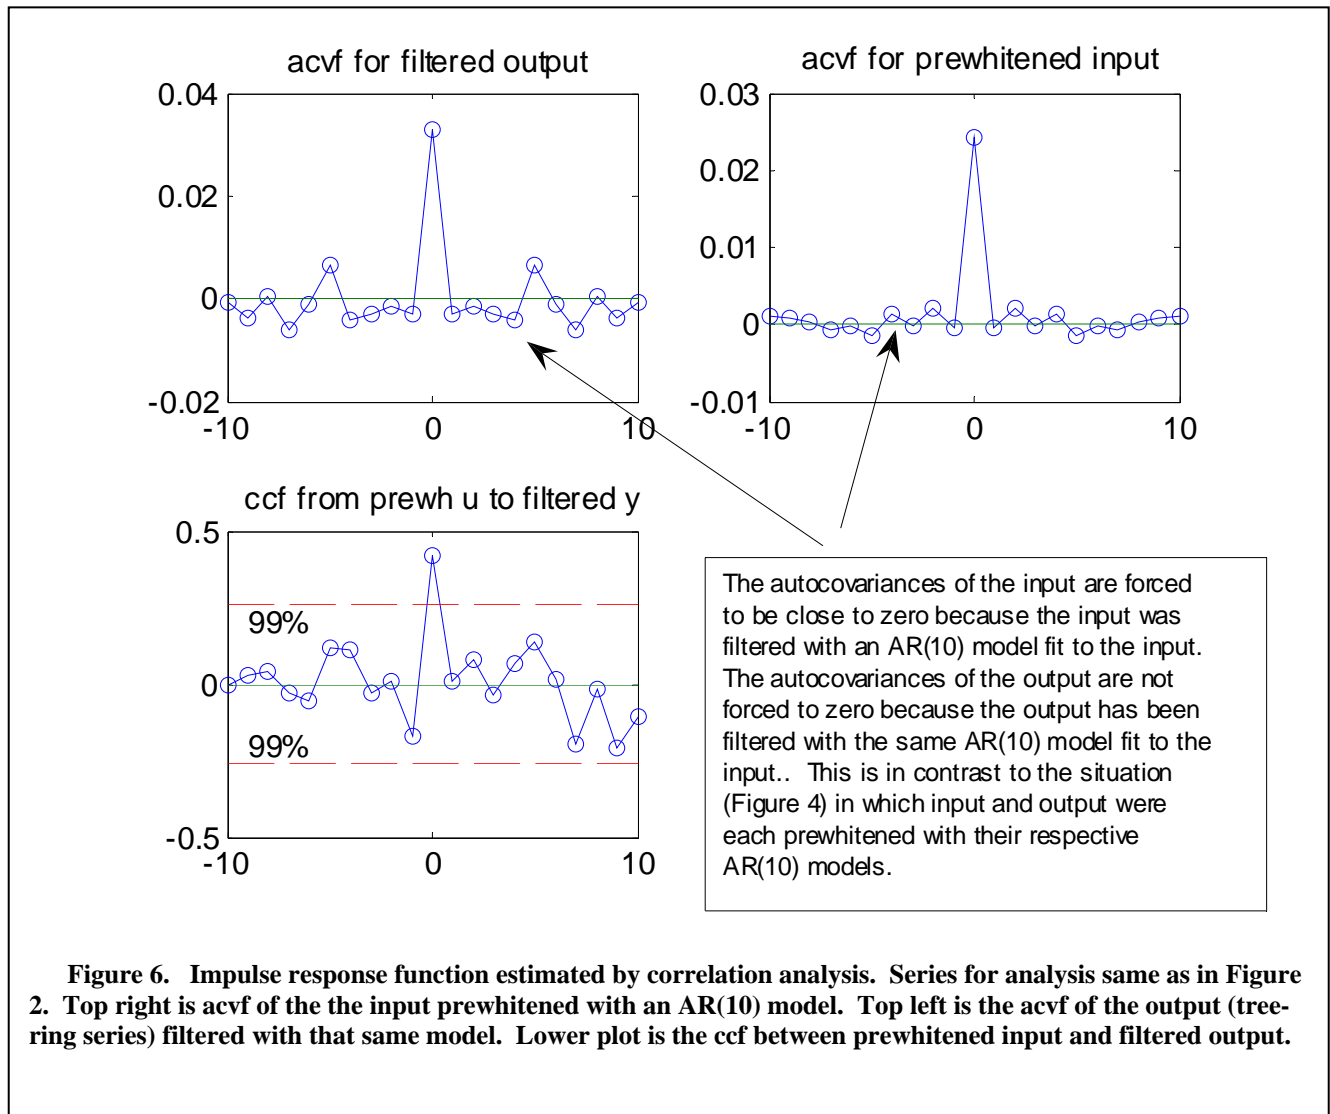 acvf for filtered output
0.04
0.02
0
-0.02
-10
0
10
acvf for prewhitened input
0.03
0.02
0.01
0
-0.01
-10
0
10
ccf from prewh u to filtered y
0.5
0
-0.5
99%
99%
-10
0
10
The autocovariances of the input are forced
to be close to zero because the input was
filtered with an AR(10) model fit to the input.
The autocovariances of the output are not
forced to zero because the output has been
filtered with the same AR(10) model fit to the
input.. This is in contrast to the situation
(Figure 4) in which input and output were
each prewhitened with their respective
AR(10) models.
Figure 6. Impulse response function estimated by correlation analysis. Series for analysis same as in Figure
2. Top right is acvf of the the input prewhitened with an AR(10) model. Top left is the acvf of the output (tree-
ring series) filtered with that same model. Lower plot is the ccf between prewhitened input and filtered output.